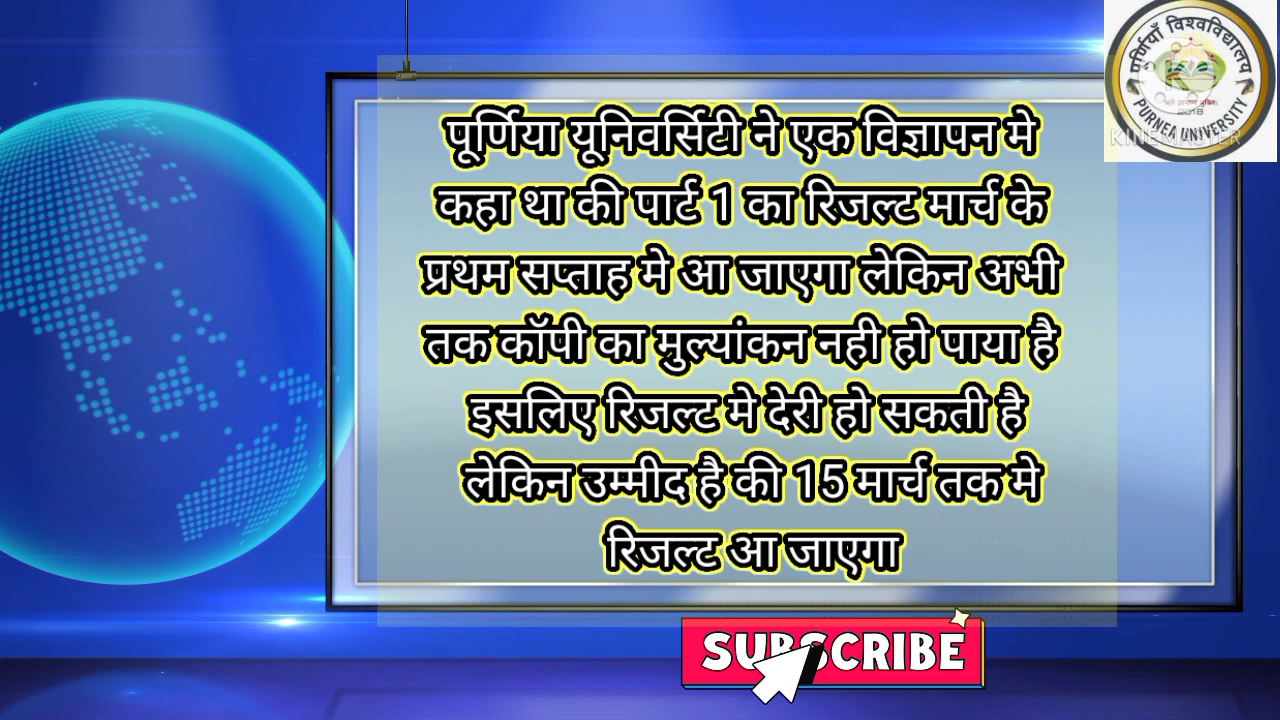 पूर्णिया यूनिवर्सिटी ने एक विज्ञापन मे
कहा था की पार्ट 1 का रिजल्ट मार्च के
प्रथम सप्ताह मे आ जाएगा लेकिन अभी
तक कॉपी का मुल्यांकन नही हो पाया है
इसलिए रिजल्ट मे देरी हो सकती है
लेकिन उम्मीद है की 15 मार्च तक मे
रिजल्ट आ जाएगा
पूर्णियाँ विश्वविद्यालय
2018
PURNEA UNIVERSITY
KINEMASTER
SUBSCRIBE